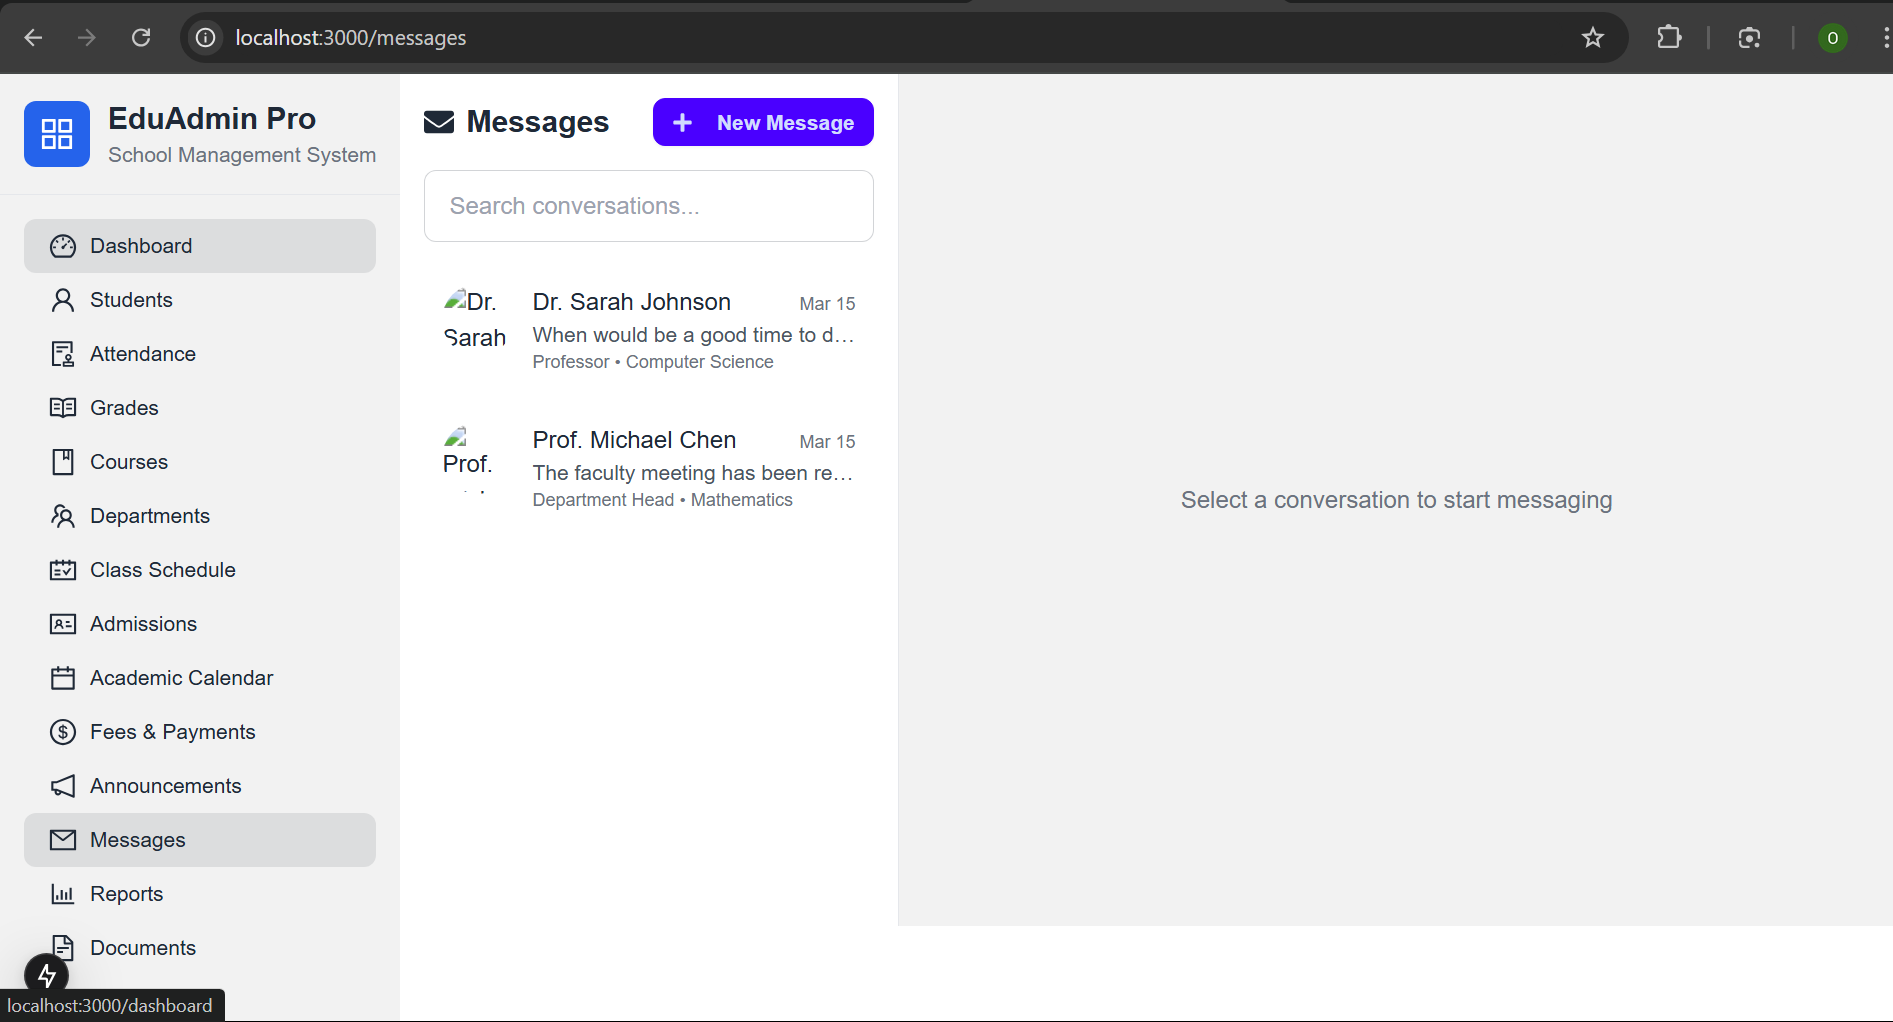 localhost:3000/messages
O
EduAdmin Pro
School Management System
Dashboard
Students
Attendance
Grades
Courses
Departments
Class Schedule
Admissions
Academic Calendar
Fees & Payments
Announcements
Messages
Reports
Documents
localhost:3000/dashboard
Messages
+ New Message
Search conversations...
Dr.
Sarah
Dr. Sarah Johnson
Mar 15
When would be a good time to d...
Professor • Computer Science
Prof.
Prof. Michael Chen
Mar 15
The faculty meeting has been re...
Department Head • Mathematics
Select a conversation to start messaging